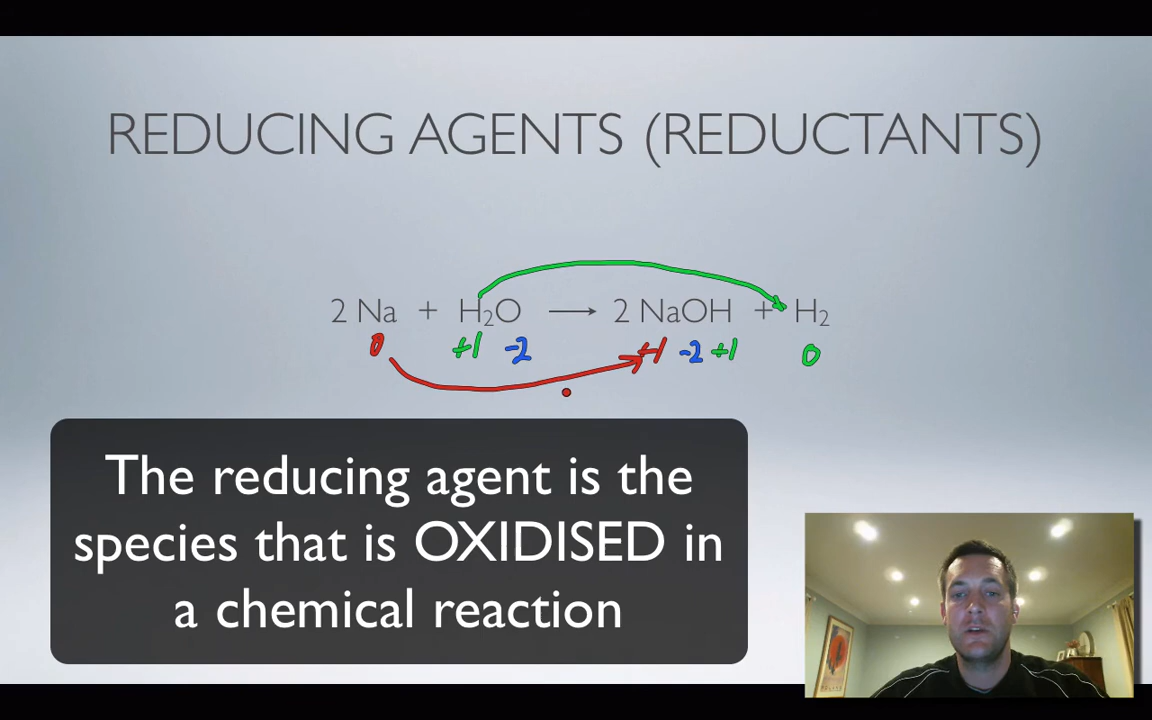 REDUCING AGENTS (REDUCTANTS)
2 Na + H₂O ⟶ 2 NaOH + H₂
0 +1 -2 +1 -2 +1 0
The reducing agent is the
species that is OXIDISED in
a chemical reaction